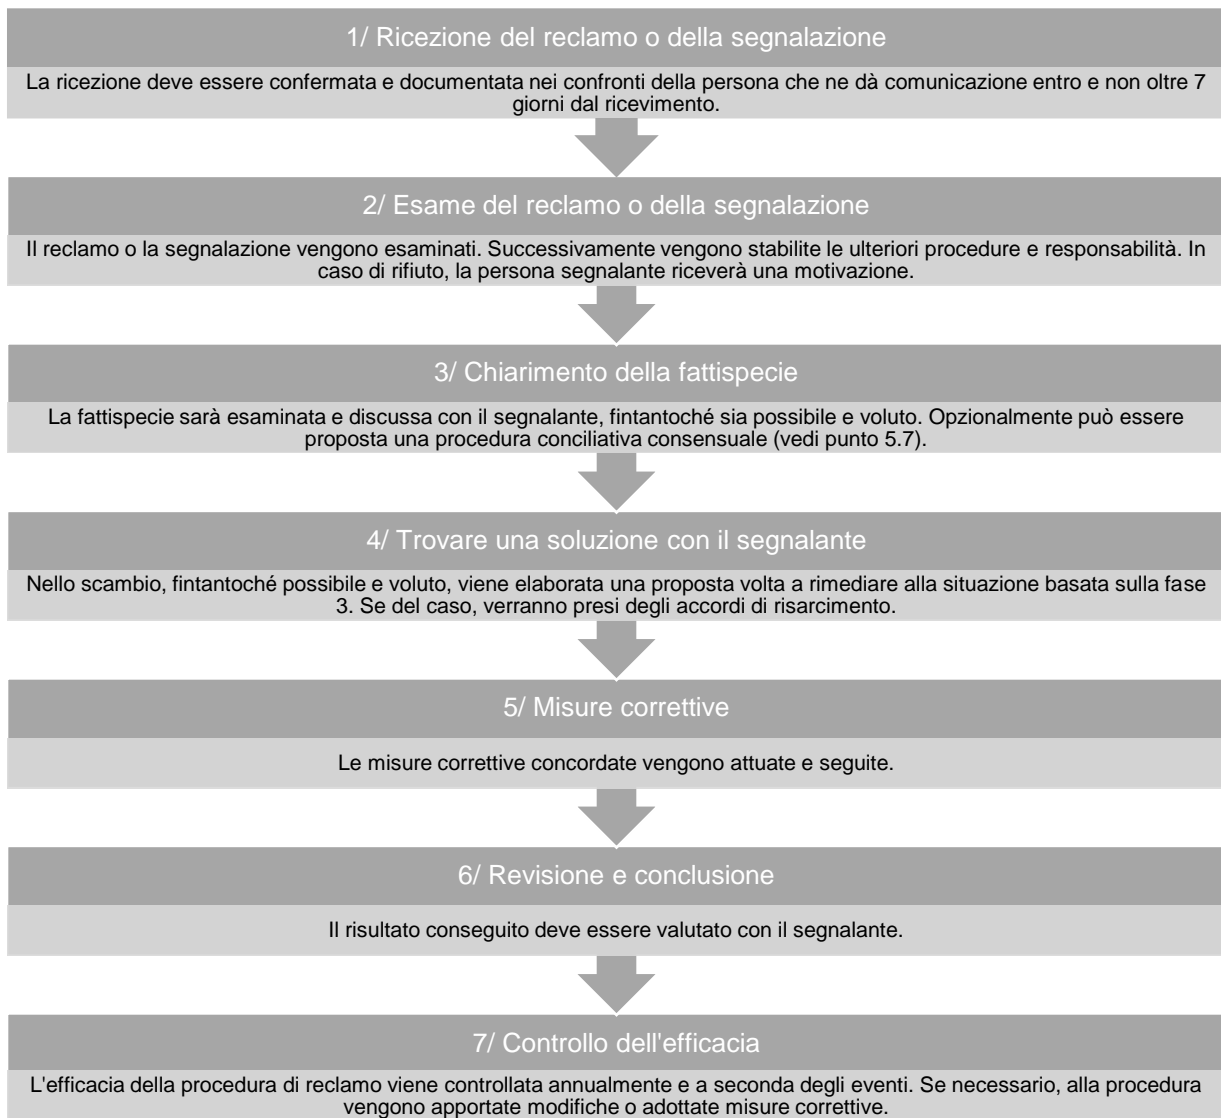 1/ Ricezione del reclamo o della segnalazione
La ricezione deve essere confermata e documentata nei confronti della persona che ne dà comunicazione entro e non oltre 7
giorni dal ricevimento.
2/ Esame del reclamo o della segnalazione
Il reclamo o la segnalazione vengono esaminati. Successivamente vengono stabilite le ulteriori procedure e responsabilità. In
caso di rifiuto, la persona segnalante riceverà una motivazione.
3/ Chiarimento della fattispecie
La fattispecie sarà esaminata e discussa con il segnalante, fintantoché sia possibile e voluto. Opzionalmente può essere
proposta una procedura conciliativa consensuale (vedi punto 5.7).
4/ Trovare una soluzione con il segnalante
Nello scambio, fintantoché possibile e voluto, viene elaborata una proposta volta a rimediare alla situazione basata sulla fase
3. Se del caso, verranno presi degli accordi di risarcimento.
5/ Misure correttive
Le misure correttive concordate vengono attuate e seguite.
6/ Revisione e conclusione
Il risultato conseguito deve essere valutato con il segnalante.
7/ Controllo dell'efficacia
L'efficacia della procedura di reclamo viene controllata annualmente e a seconda degli eventi. Se necessario, alla procedura
vengono apportate modifiche o adottate misure correttive.